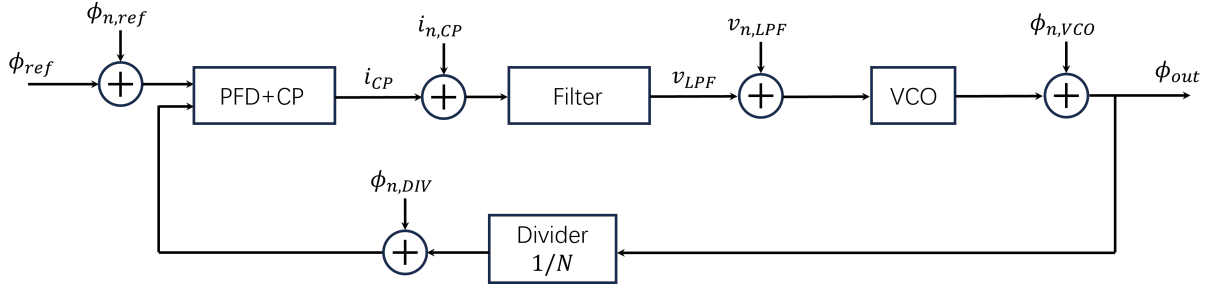 ϕₙ,ref
iₙ,CP
vₙ,LPF
ϕₙ,VCO
ϕref
PFD+CP
iCP
Filter
vLPF
VCO
ϕout
ϕₙ,DIV
Divider
1/N